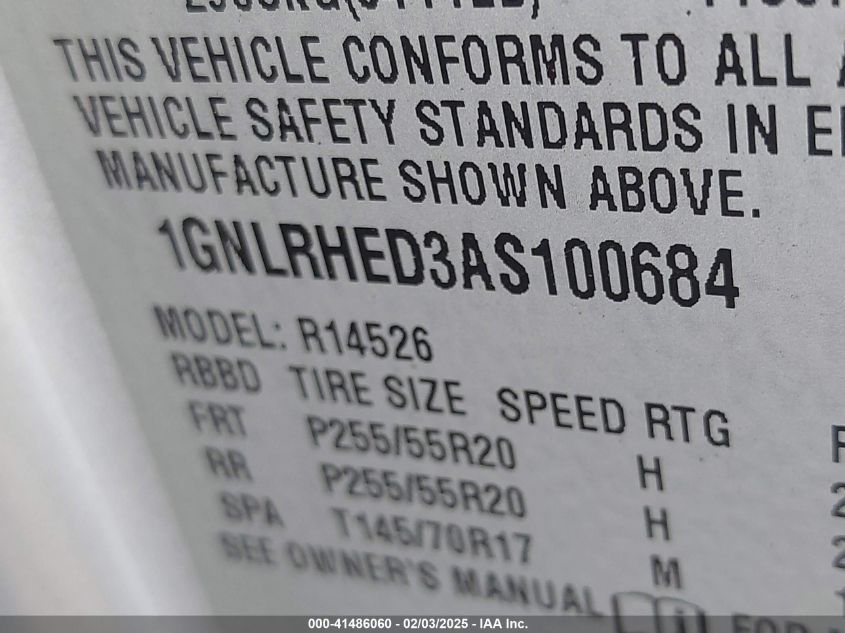 THIS VEHICLE CONFORMS TO ALL
VEHICLE SAFETY STANDARDS IN
MANUFACTURE SHOWN ABOVE.
1GNLRHED3AS100684
MODEL: R14526
RBBD TIRE SIZE SPEED RTG
FRT P255/55R20 H
RR P255/55R20 H
SPA T145/70R17 M
SEE OWNER'S MANUAL FOR
000-41486060 - 02/03/2025 - IAA Inc.